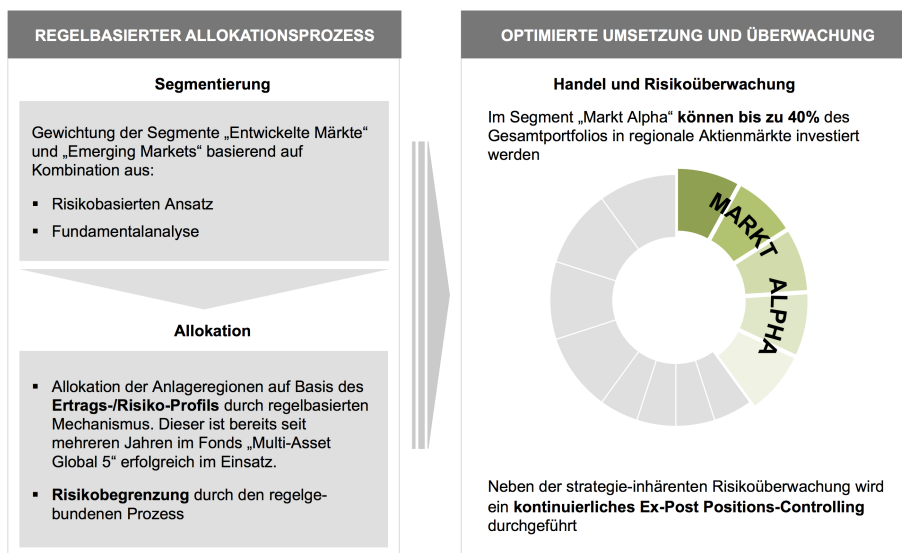 REGELBASIERTER ALLOKATIONSPROZESS
Segmentierung
Gewichtung der Segmente „Entwickelte Märkte“
und „Emerging Markets“ basierend auf
Kombination aus:
▪ Risikobasierten Ansatz
▪ Fundamentalanalyse
Allokation
▪ Allokation der Anlageregionen auf Basis des
Ertrags-/Risiko-Profils durch regelbasierten
Mechanismus. Dieser ist bereits seit
mehreren Jahren im Fonds „Multi-Asset
Global 5“ erfolgreich im Einsatz.
▪ Risikobegrenzung durch den regelge-
bundenen Prozess
OPTIMIERTE UMSETZUNG UND ÜBERWACHUNG
Handel und Risikoüberwachung
Im Segment „Markt Alpha“ können bis zu 40% des
Gesamtportfolios in regionale Aktienmärkte investiert
werden
MARKT ALPHA
Neben der strategie-inhärenten Risikoüberwachung wird
ein kontinuierliches Ex-Post Positions-Controlling
durchgeführt